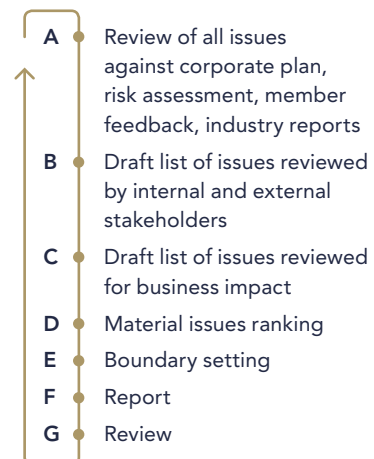 A Review of all issues
against corporate plan,
risk assessment, member
feedback, industry reports
B Draft list of issues reviewed
by internal and external
stakeholders
C Draft list of issues reviewed
for business impact
D Material issues ranking
E Boundary setting
F Report
G Review